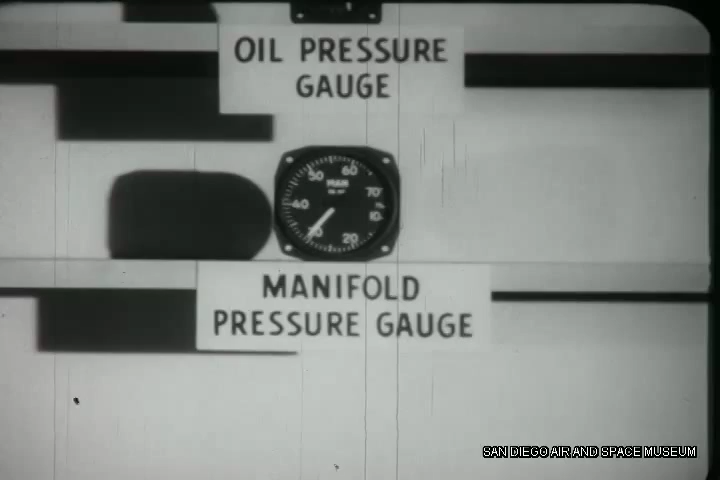 OIL PRESSURE
GAUGE
50 60
MAN
70
40
10
30 20
MANIFOLD
PRESSURE GAUGE
SAN DIEGO AIR AND SPACE MUSEUM